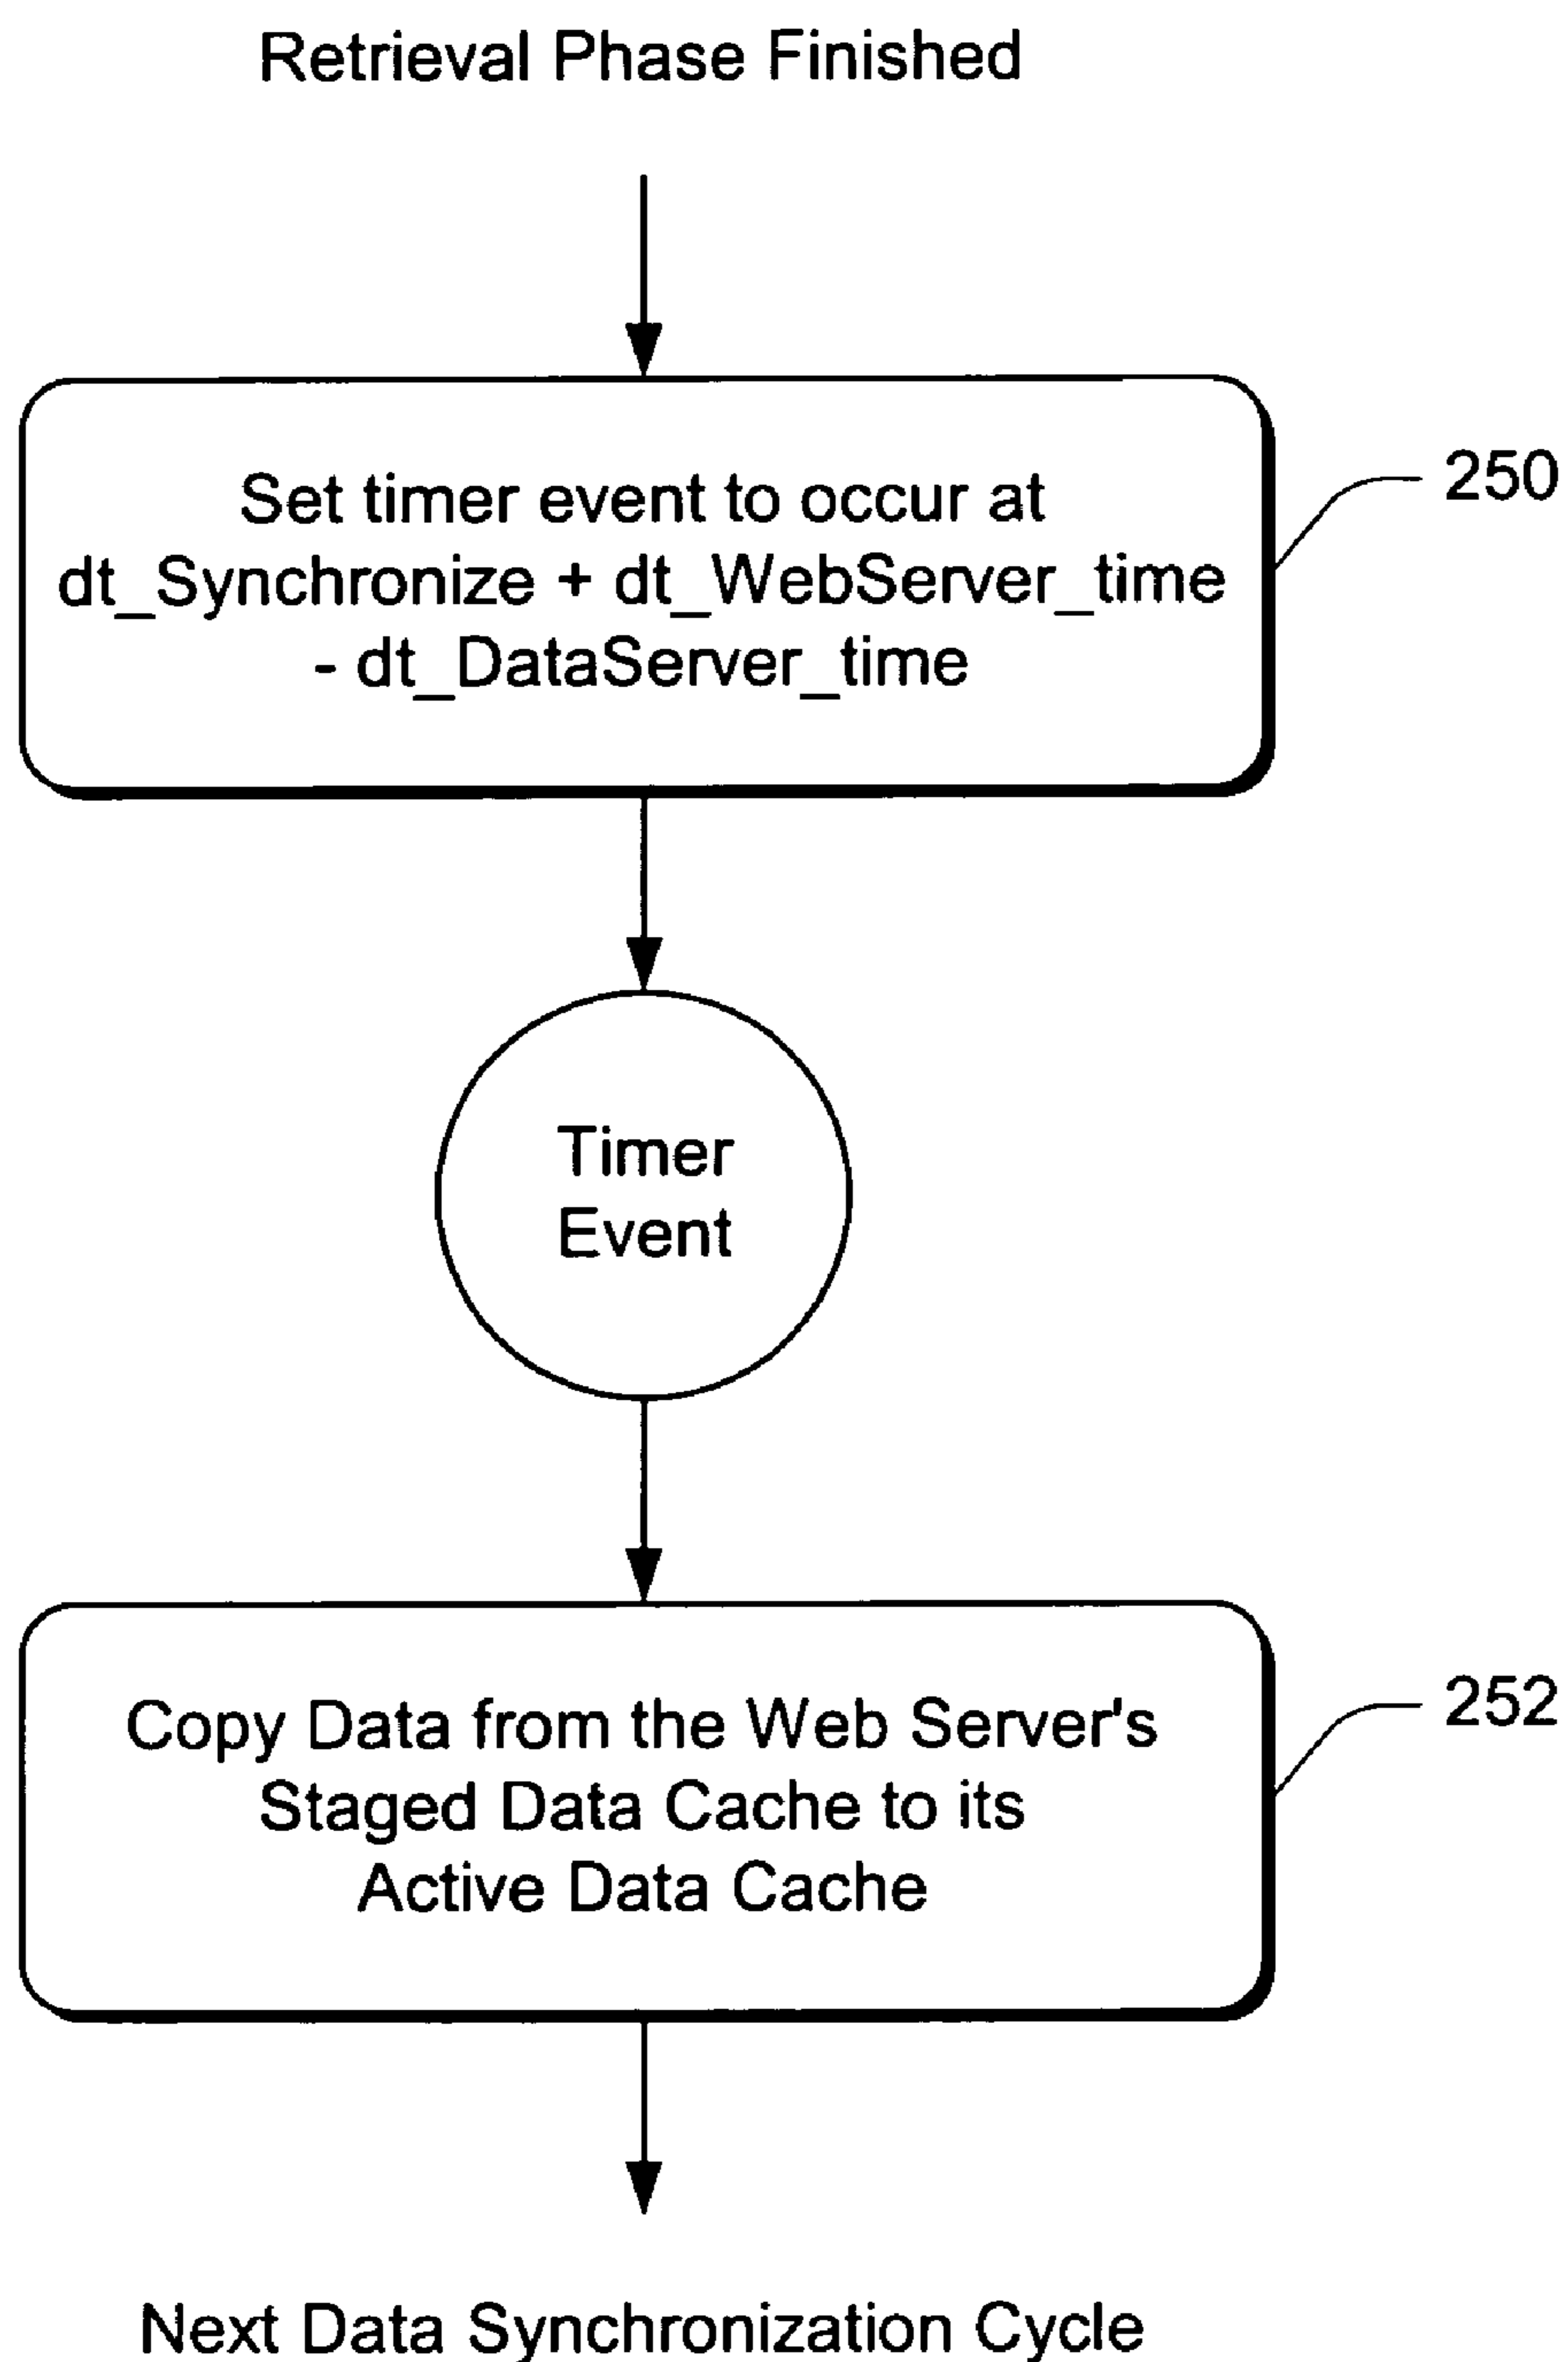 Retrieval Phase Finished
Set timer event to occur at
dt_Synchronize + dt_WebServer_time
- dt_DataServer_time
250
Timer
Event
Copy Data from the Web Server's
Staged Data Cache to its
Active Data Cache
252
Next Data Synchronization Cycle